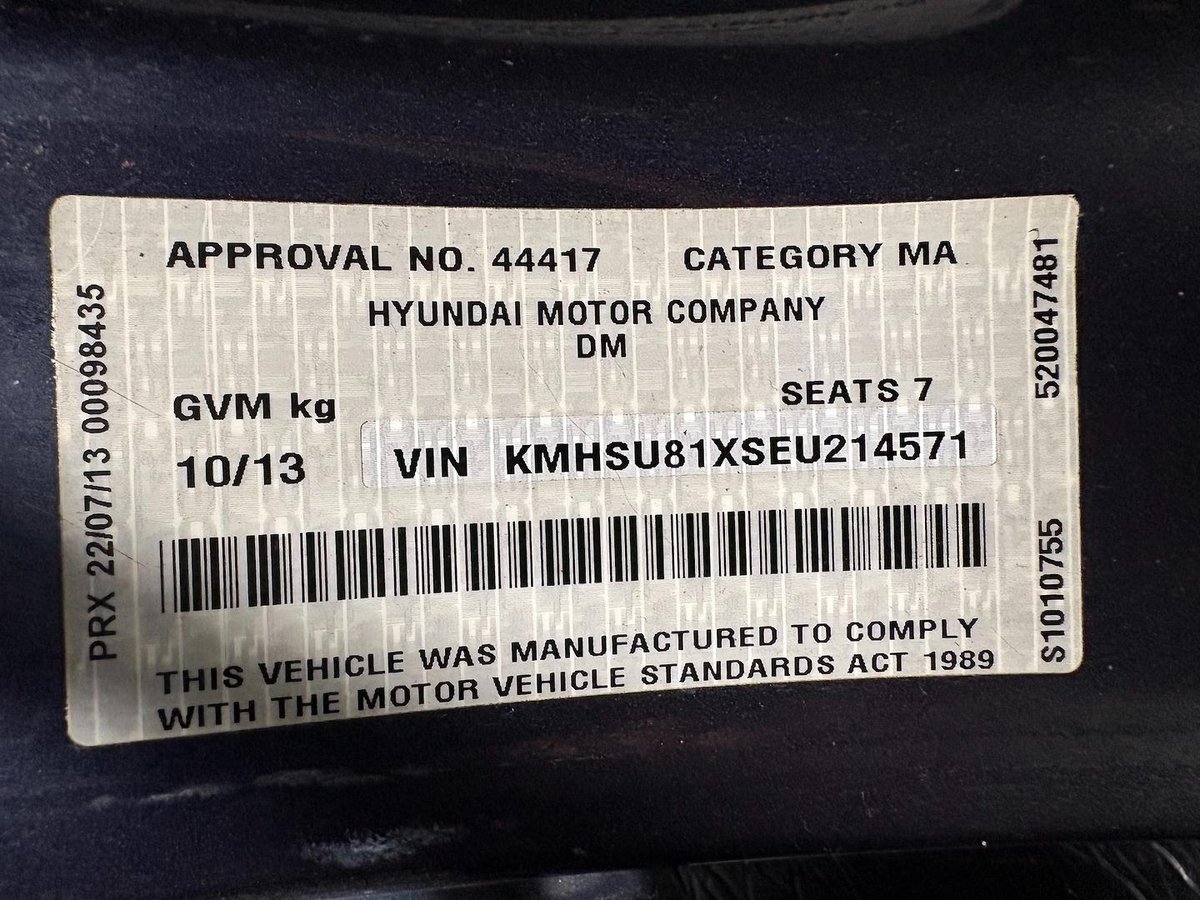 APPROVAL NO. 44417 CATEGORY MA
HYUNDAI MOTOR COMPANY
DM
SEATS 7
GVM kg
10/13 VIN KMHSU81XSEU214571
THIS VEHICLE WAS MANUFACTURED TO COMPLY
WITH THE MOTOR VEHICLE STANDARDS ACT 1989
PRX 22/07/13 00098435
S1010755 520047481